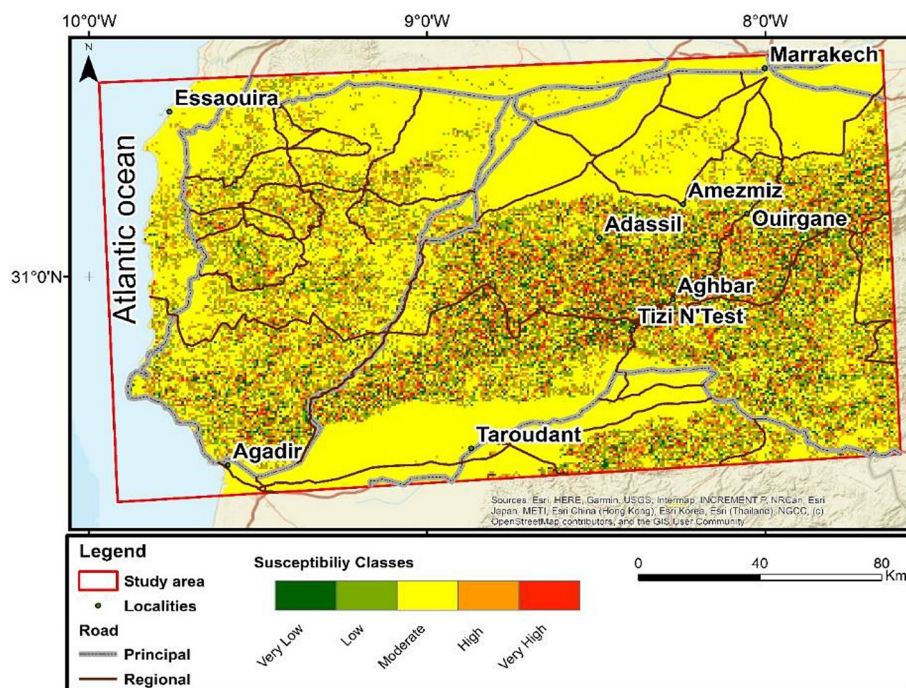 10°0'W 9°0'W 8°0'W
N
Marrakech
Essaouira
Atlantic ocean
Amezmiz
Ouirgane
Adassil
31°0'N
Aghbar
Tizi N'Test
Taroudant
Agadir
Sources: Esri, HERE, Garmin, USGS, Intermap, INCREMENT P, NRCan, Esri
Japan, METI, Esri China (Hong Kong), Esri Korea, Esri (Thailand), NGCC, (c)
OpenStreetMap contributors, and the GIS User Community
Legend
Study area
Localities
Road
Principal
Regional
Susceptibiliy Classes
Very Low
Low
Moderate
High
Very High
0 40 80
Km